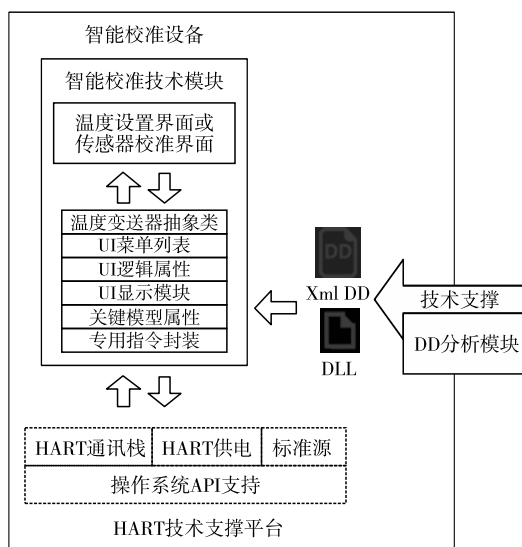 智能校准设备
智能校准技术模块
温度设置界面或
传感器校准界面
温度变送器抽象类
UI菜单列表
UI逻辑属性
UI显示模块
关键模型属性
专用指令封装
DD
Xml DD
DLL
技术支撑
DD分析模块
HART通讯栈
HART供电
标准源
操作系统API支持
HART技术支撑平台